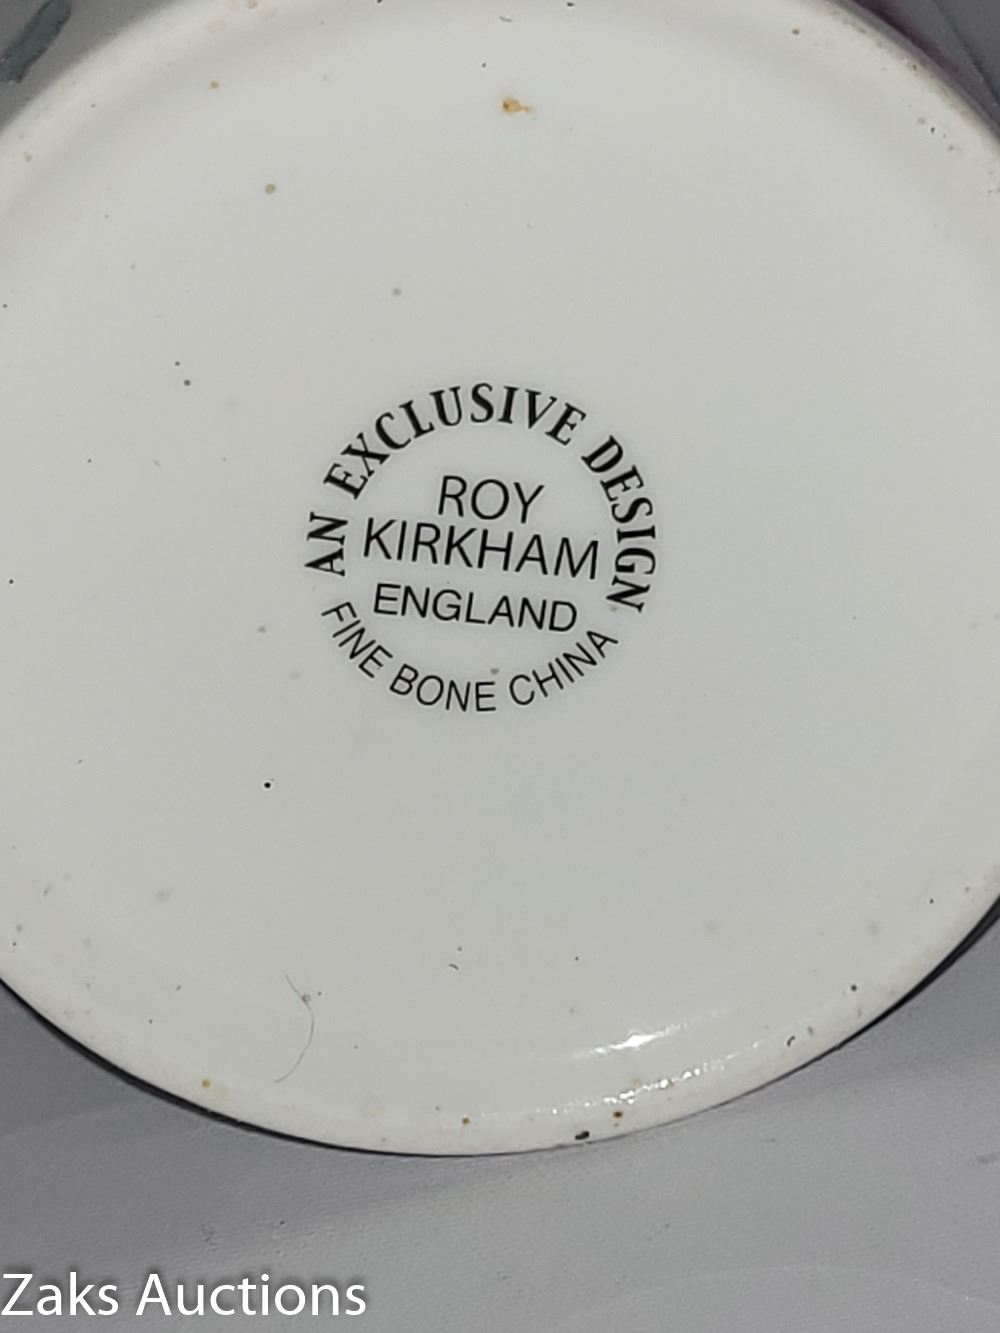 AN EXCLUSIVE DESIGN
ROY
KIRKHAM
ENGLAND
FINE BONE CHINA
Zaks Auctions